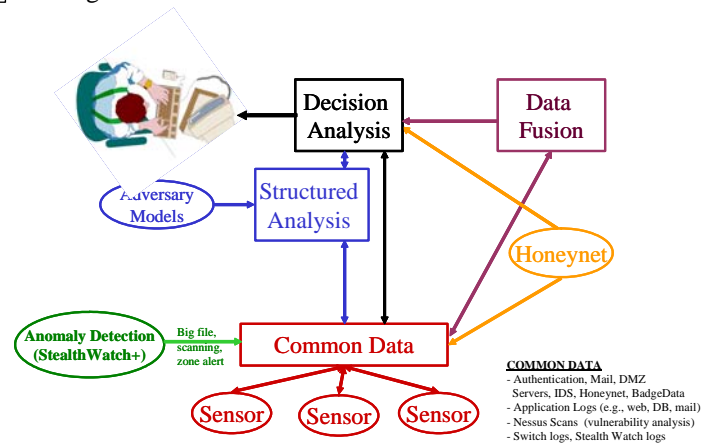 Decision
Analysis
Data
Fusion
Adversary
Models
Structured
Analysis
Honeynet
Anomaly Detection
(StealthWatch+)
Big file,
scanning,
zone alert
Common Data
Sensor
Sensor
Sensor
COMMON DATA
- Authentication, Mail, DMZ
Servers, IDS, Honeynet, BadgeData
- Application Logs (e.g., web, DB, mail)
- Nessus Scans (vulnerability analysis)
- Switch logs, Stealth Watch logs